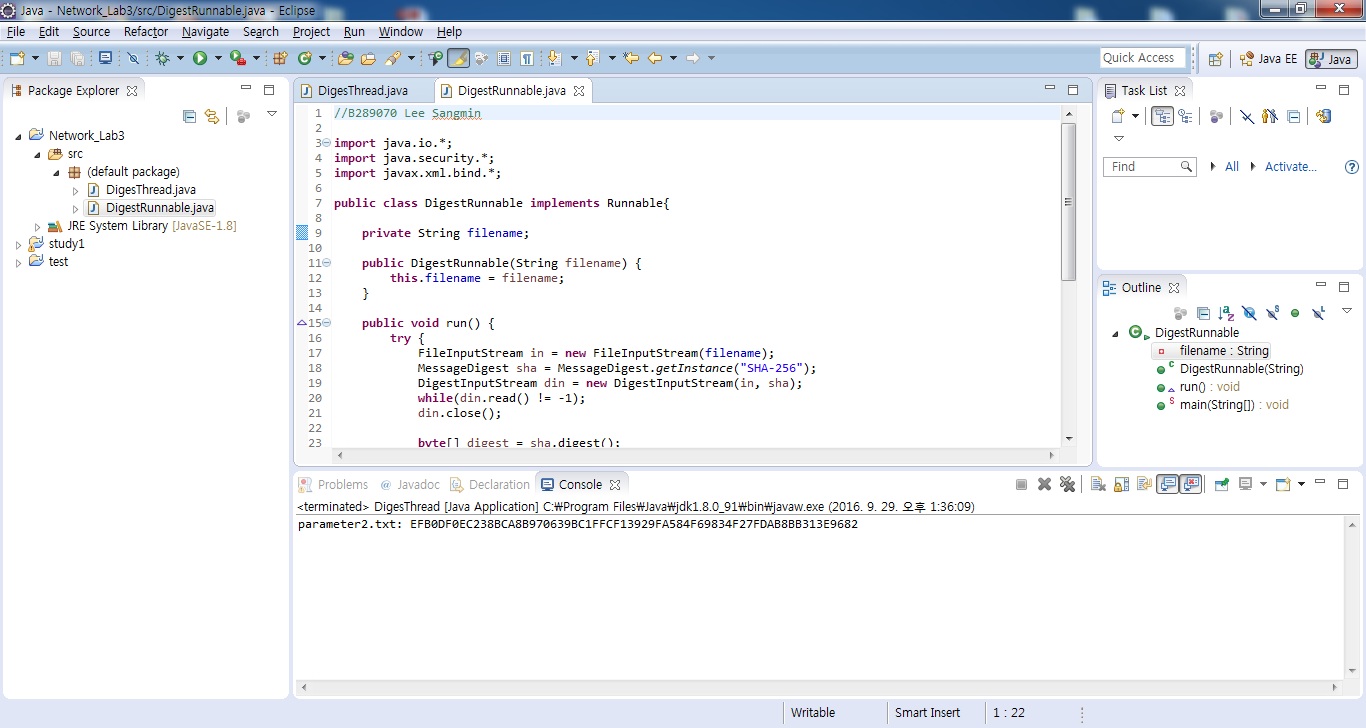 Java - Network_Lab3/src/DigestRunnable.java - Eclipse
File Edit Source Refactor Navigate Search Project Run Window Help
Quick Access
Java EE
Java
Package Explorer
Network_Lab3
src
(default package)
DigesThread.java
DigestRunnable.java
JRE System Library [JavaSE-1.8]
study1
test
DigesThread.java
DigestRunnable.java
1 //B289070 Lee Sangmin
2
3 import java.io.*;
4 import java.security.*;
5 import javax.xml.bind.*;
6
7 public class DigestRunnable implements Runnable{
8
9 private String filename;
10
11 public DigestRunnable(String filename) {
12 this.filename = filename;
13 }
14
15 public void run() {
16 try {
17 FileInputStream in = new FileInputStream(filename);
18 MessageDigest sha = MessageDigest.getInstance("SHA-256");
19 DigestInputStream din = new DigestInputStream(in, sha);
20 while(din.read() != -1);
21 din.close();
22
23 byte[] digest = sha.digest();
Task List
Find
All
Activate...
Outline
DigestRunnable
filename : String
DigestRunnable(String)
run() : void
main(String[]) : void
Problems
@ Javadoc
Declaration
Console
<terminated> DigesThread [Java Application] C:₩Program Files₩Java₩jdk1.8.0_91₩bin₩javaw.exe (2016. 9. 29. 오후 1:36:09)
parameter2.txt: EFB0DF0EC238BCA8B970639BC1FFCF13929FA584F69834F27FDAB8BB313E9682
Writable
Smart Insert
1 : 22